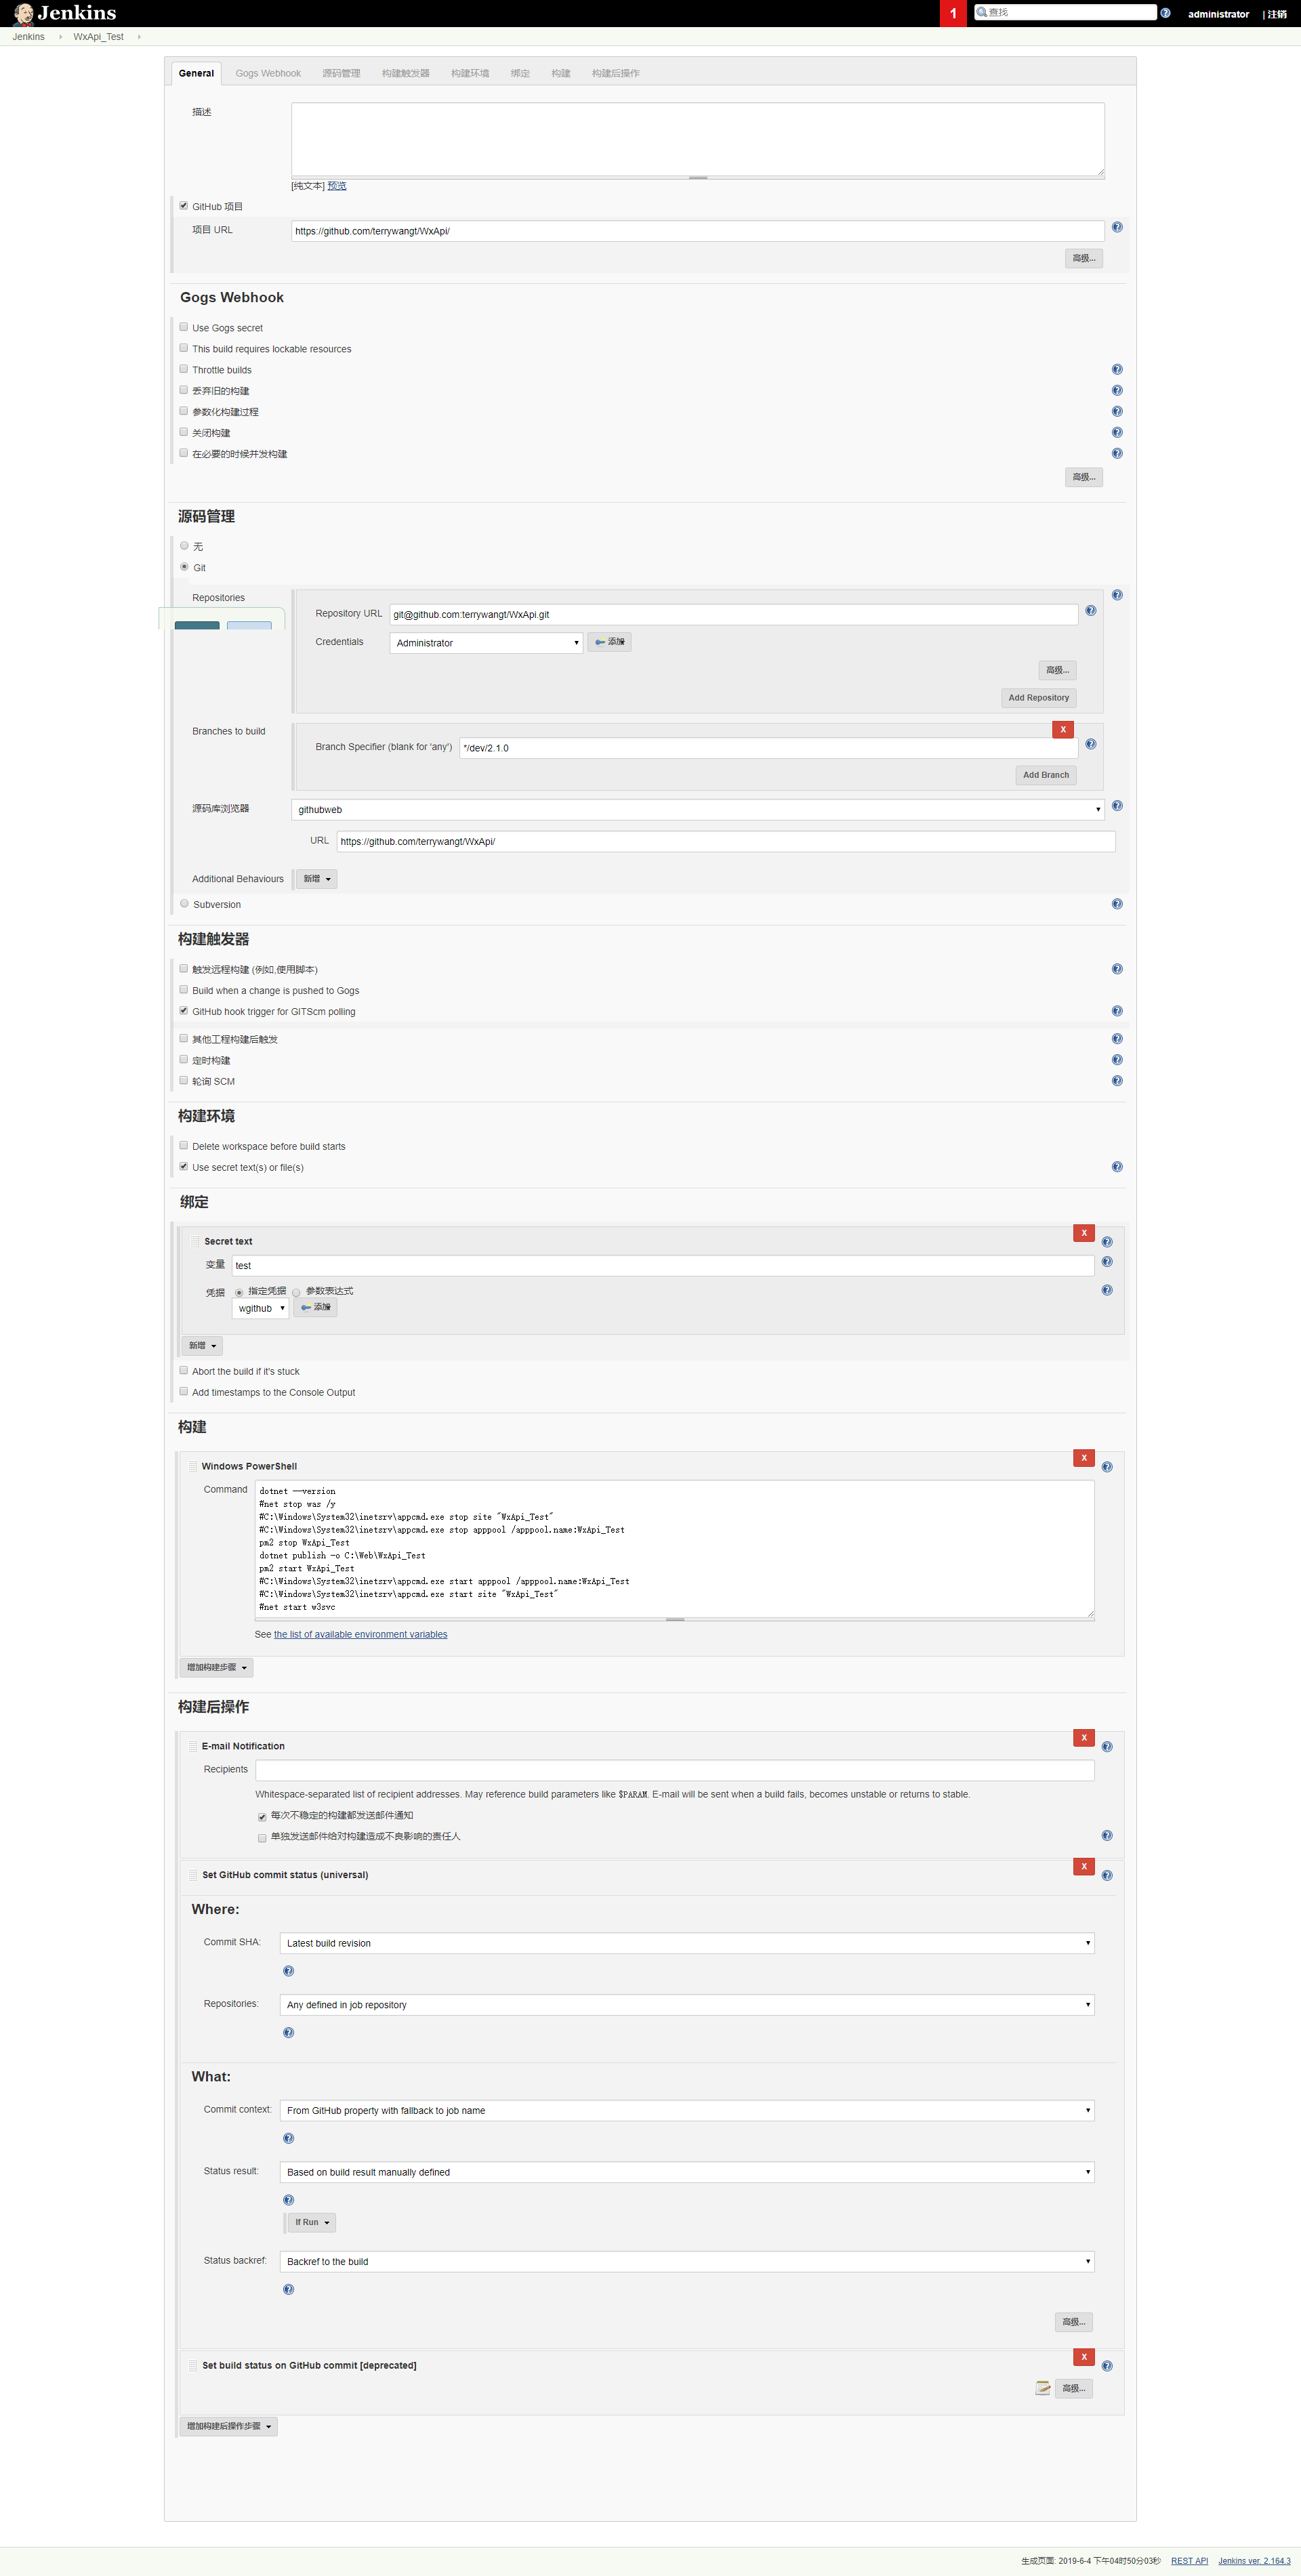 Jenkins
1
查找
administrator
| 注销
Jenkins
WxApi_Test
General
Gogs Webhook
源码管理
构建触发器
构建环境
绑定
构建
构建后操作
描述
[纯文本] 预览
GitHub 项目
项目 URL
https://github.com/terrywangt/WxApi/
高级...
Gogs Webhook
Use Gogs secret
This build requires lockable resources
Throttle builds
丢弃旧的构建
参数化构建过程
关闭构建
在必要的时候并发构建
高级...
源码管理
无
Git
Repositories
Repository URL
git@github.com:terrywangt/WxApi.git
Credentials
Administrator
添加
高级...
Add Repository
Branches to build
X
Branch Specifier (blank for 'any')
*/dev/2.1.0
Add Branch
源码库浏览器
githubweb
URL
https://github.com/terrywangt/WxApi/
Additional Behaviours
新增
Subversion
构建触发器
触发远程构建 (例如,使用脚本)
Build when a change is pushed to Gogs
GitHub hook trigger for GITScm polling
其他工程构建后触发
定时构建
轮询 SCM
构建环境
Delete workspace before build starts
Use secret text(s) or file(s)
绑定
X
Secret text
变量
test
凭据
指定凭据
参数表达式
wgithub
添加
新增
Abort the build if it's stuck
Add timestamps to the Console Output
构建
X
Windows PowerShell
Command
dotnet --version
#net stop was /y
#C:\Windows\System32\inetsrv\appcmd.exe stop site "WxApi_Test"
#C:\Windows\System32\inetsrv\appcmd.exe stop apppool /apppool.name:WxApi_Test
pm2 stop WxApi_Test
dotnet publish -o C:\Web\WxApi_Test
pm2 start WxApi_Test
#C:\Windows\System32\inetsrv\appcmd.exe start apppool /apppool.name:WxApi_Test
#C:\Windows\System32\inetsrv\appcmd.exe start site "WxApi_Test"
#net start w3svc
See the list of available environment variables
增加构建步骤
构建后操作
X
E-mail Notification
Recipients
Whitespace-separated list of recipient addresses. May reference build parameters like $PARAM. E-mail will be sent when a build fails, becomes unstable or returns to stable.
每次不稳定的构建都发送邮件通知
单独发送邮件给对构建造成不良影响的责任人
X
Set GitHub commit status (universal)
Where:
Commit SHA:
Latest build revision
Repositories:
Any defined in job repository
What:
Commit context:
From GitHub property with fallback to job name
Status result:
Based on build result manually defined
If Run
Status backref:
Backref to the build
高级...
X
Set build status on GitHub commit [deprecated]
高级...
增加构建后操作步骤
生成页面: 2019-6-4 下午04时50分03秒
REST API
Jenkins ver. 2.164.3